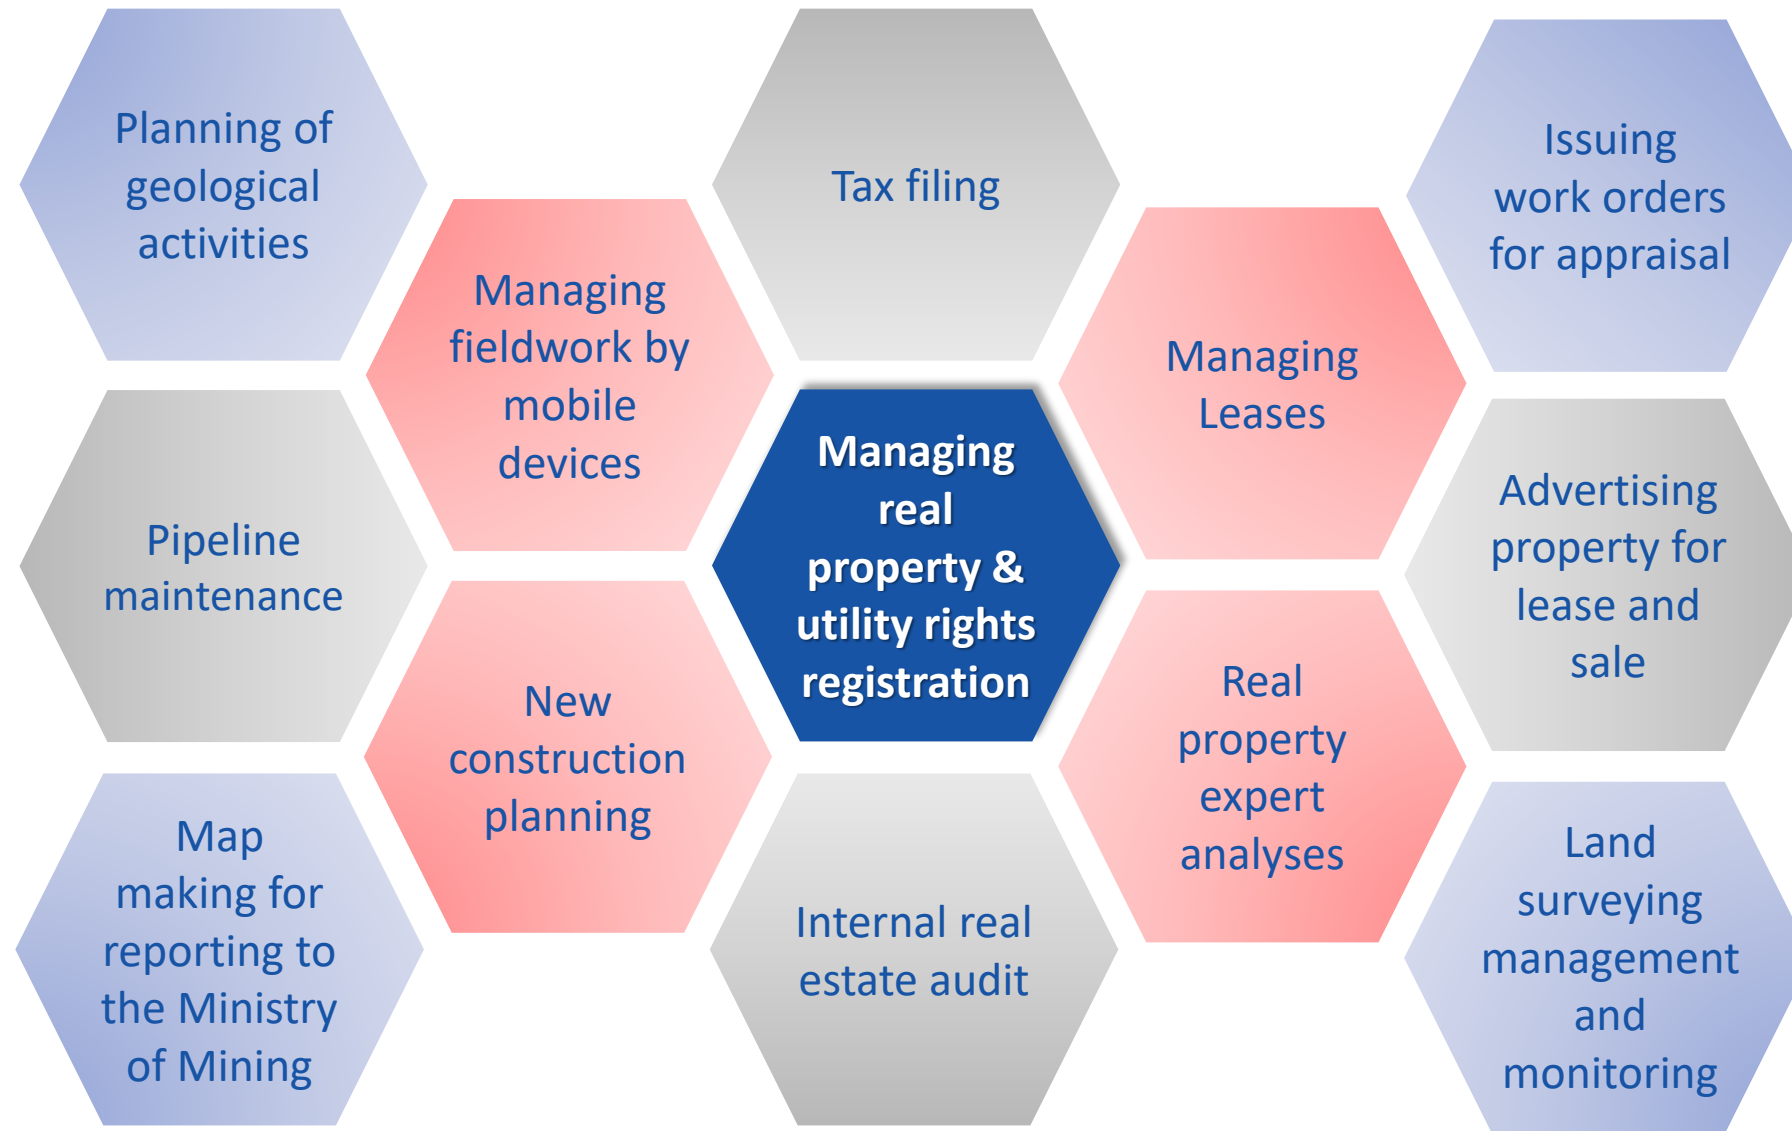 Planning of
geological
activities
Tax filing
Issuing
work orders
for appraisal
Managing
fieldwork by
mobile
devices
Managing
Leases
Pipeline
maintenance
Managing
real
property &
utility rights
registration
Advertising
property for
lease and
sale
New
construction
planning
Real
property
expert
analyses
Map
making for
reporting to
the Ministry
of Mining
Internal real
estate audit
Land
surveying
management
and
monitoring